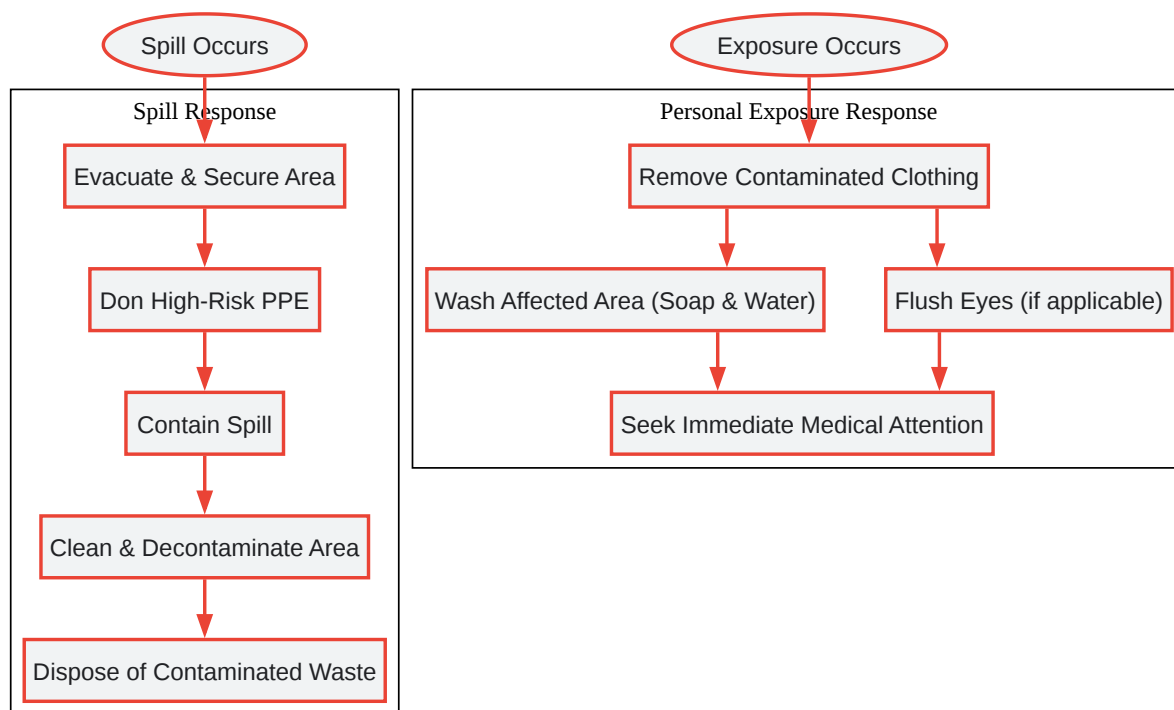 Spill Occurs
Spill Response
Evacuate & Secure Area
Don High-Risk PPE
Contain Spill
Clean & Decontaminate Area
Dispose of Contaminated Waste
Exposure Occurs
Personal Exposure Response
Remove Contaminated Clothing
Wash Affected Area (Soap & Water)
Flush Eyes (if applicable)
Seek Immediate Medical Attention